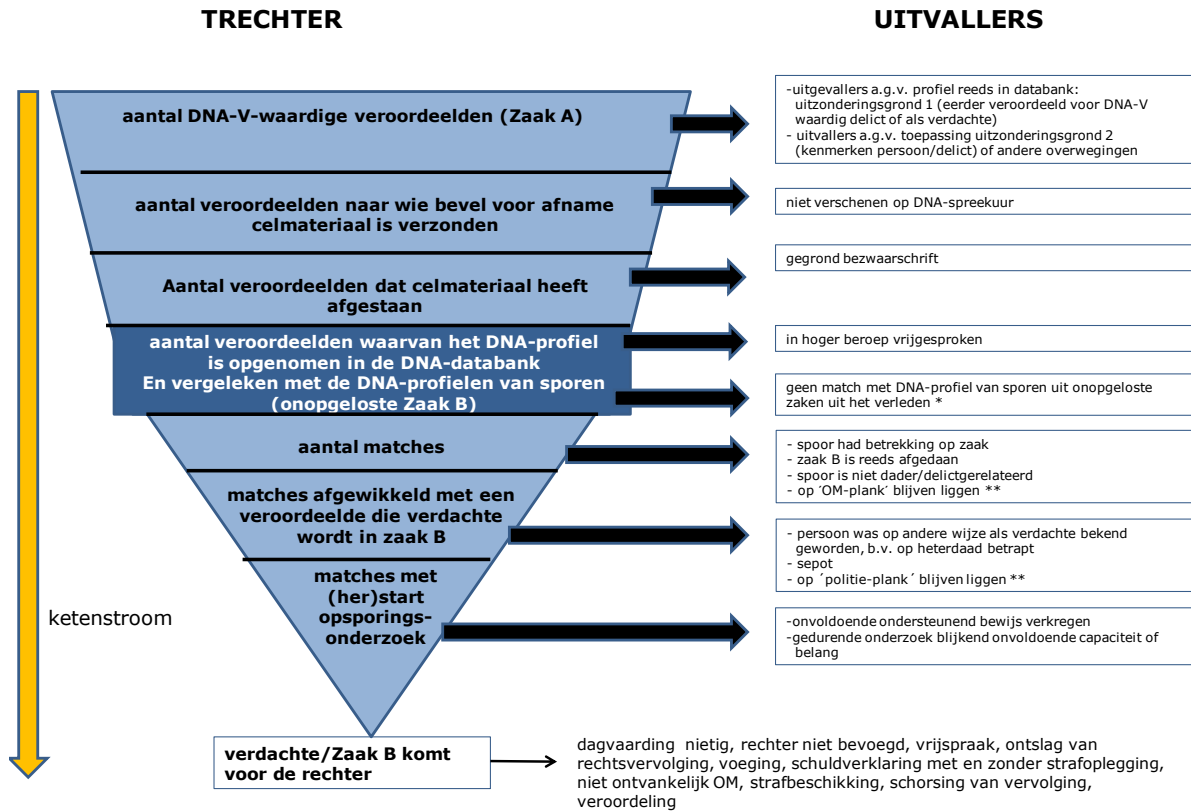 TRECHTER
UITVALLERS
aantal DNA-V-waardige veroordeelden (Zaak A)
-uitgevallers a.g.v. profiel reeds in databank:
uitzonderingsgrond 1 (eerder veroordeeld voor DNA-V
waardig delict of als verdachte)
- uitvallers a.g.v. toepassing uitzonderingsgrond 2
(kenmerken persoon/delict) of andere overwegingen
aantal veroordeelden naar wie bevel voor afname
celmateriaal is verzonden
niet verschenen op DNA-spreekuur
Aantal veroordeelden dat celmateriaal heeft
afgestaan
gegrond bezwaarschrift
aantal veroordeelden waarvan het DNA-profiel
is opgenomen in de DNA-databank
En vergeleken met de DNA-profielen van sporen
(onopgeloste Zaak B)
in hoger beroep vrijgesproken
geen match met DNA-profiel van sporen uit onopgeloste
zaken uit het verleden *
aantal matches
- spoor had betrekking op zaak
- zaak B is reeds afgedaan
- spoor is niet dader/delictgerelateerd
- op ´OM-plank´ blijven liggen **
matches afgewikkeld met een
veroordeelde die verdachte
wordt in zaak B
- persoon was op andere wijze als verdachte bekend
geworden, b.v. op heterdaad betrapt
- sepot
- op ´politie-plank´ blijven liggen **
matches met
(her)start
opsporings-
onderzoek
-onvoldoende ondersteunend bewijs verkregen
-gedurende onderzoek blijkend onvoldoende capaciteit of
belang
ketenstroom
verdachte/Zaak B komt
voor de rechter
dagvaarding nietig, rechter niet bevoegd, vrijspraak, ontslag van
rechtsvervolging, voeging, schuldverklaring met en zonder strafoplegging,
niet ontvankelijk OM, strafbeschikking, schorsing van vervolging,
veroordeling